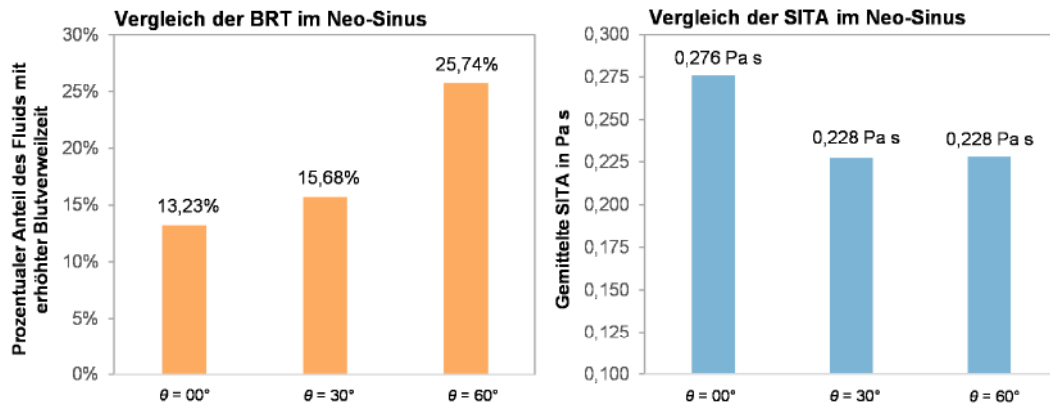 Vergleich der BRT im Neo-Sinus
Prozentualer Anteil des Fluids mit
erhöhter Blutverweilzeit
30%
25%
20%
15%
10%
5%
0%
13,23%
15,68%
25,74%
θ = 00°
θ = 30°
θ = 60°
Vergleich der SITA im Neo-Sinus
Gemittelte SITA in Pa s
0,300
0,275
0,250
0,225
0,200
0,175
0,150
0,125
0,100
0,276 Pa s
0,228 Pa s
0,228 Pa s
θ = 00°
θ = 30°
θ = 60°